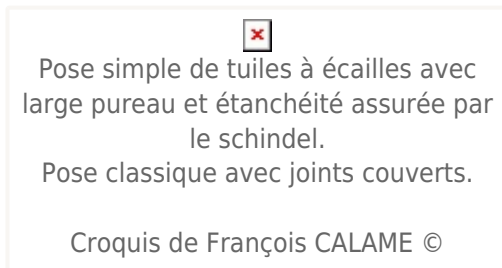 Pose simple de tuiles à écailles avec
large pureau et étanchéité assurée par
le schindel.
Pose classique avec joints couverts.
Croquis de François CALAME ©